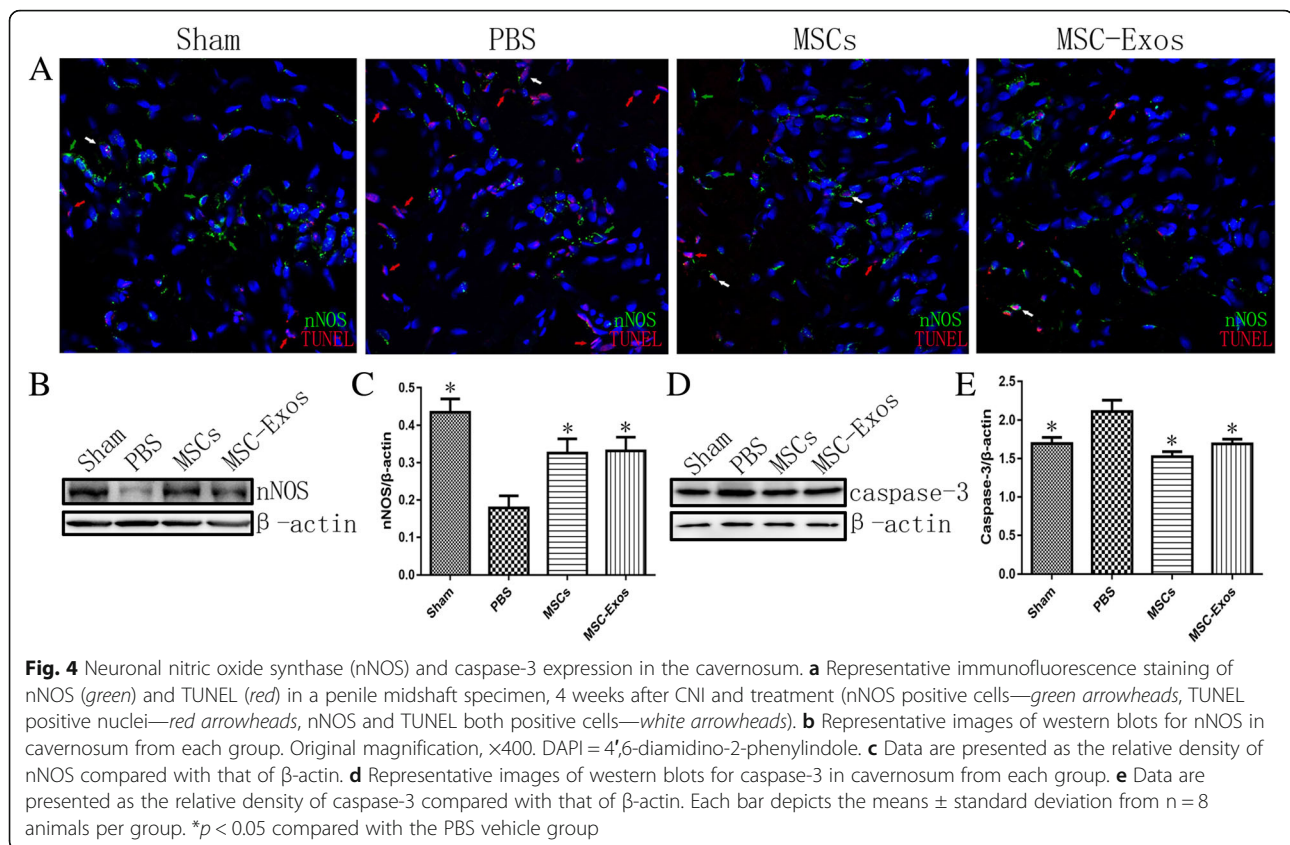 Sham PBS MSCs MSC-Exos
A
nNOS
TUNEL
nNOS
TUNEL
nNOS
TUNEL
nNOS
TUNEL
B
Sham PBS MSCs MSC-Exos
nNOS
β-actin
C
nNOS/β-actin
0.5
0.4
0.3
0.2
0.1
0.0
*
*
*
Sham PBS MSCs MSC-Exos
D
Sham PBS MSCs MSC-Exos
caspase-3
β-actin
E
Caspase-3/β-actin
2.5
2.0
1.5
1.0
0.5
0.0
*
*
*
Sham PBS MSCs MSC-Exos
Fig. 4 Neuronal nitric oxide synthase (nNOS) and caspase-3 expression in the cavernosum. a Representative immunofluorescence staining of
nNOS (green) and TUNEL (red) in a penile midshaft specimen, 4 weeks after CNI and treatment (nNOS positive cells—green arrowheads, TUNEL
positive nuclei—red arrowheads, nNOS and TUNEL both positive cells—white arrowheads). b Representative images of western blots for nNOS in
cavernosum from each group. Original magnification, ×400. DAPI = 4′,6-diamidino-2-phenylindole. c Data are presented as the relative density of
nNOS compared with that of β-actin. d Representative images of western blots for caspase-3 in cavernosum from each group. e Data are
presented as the relative density of caspase-3 compared with that of β-actin. Each bar depicts the means ± standard deviation from n = 8
animals per group. *p < 0.05 compared with the PBS vehicle group